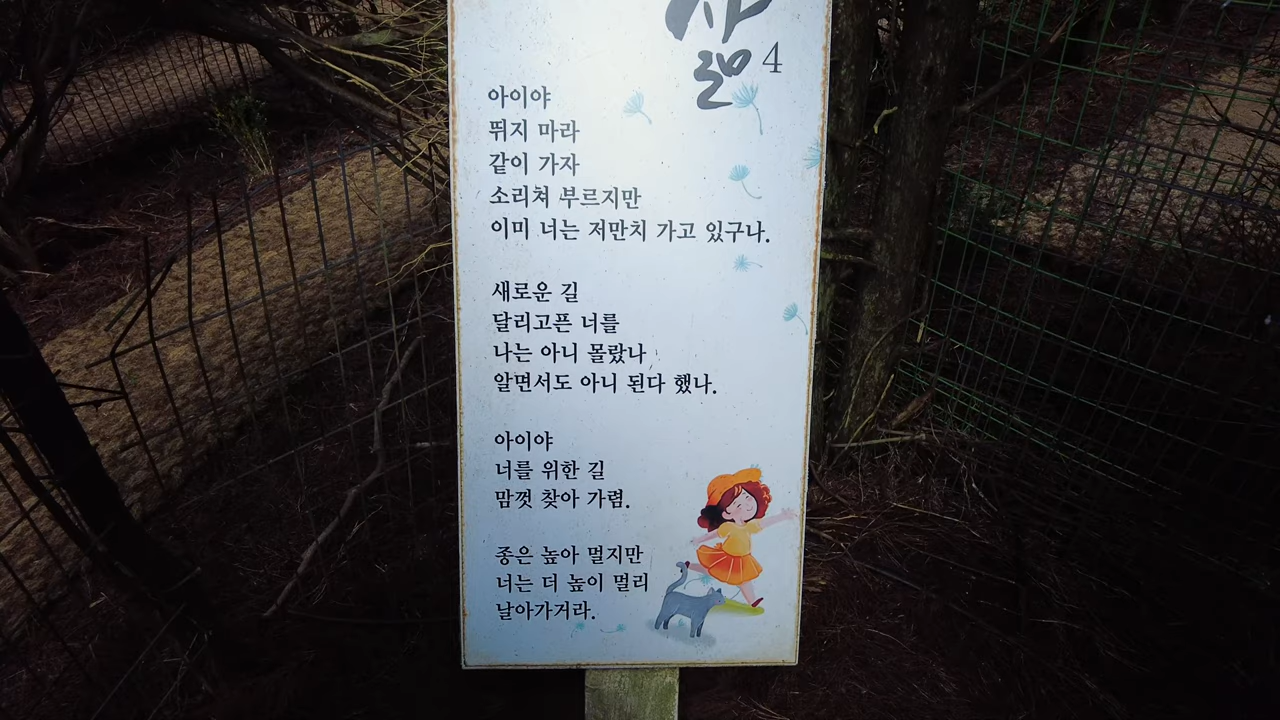 삶 4
아이야
뛰지 마라
같이 가자
소리쳐 부르지만
이미 너는 저만치 가고 있구나.
새로운 길
달리고픈 너를
나는 아니 몰랐나
알면서도 아니 된다 했나.
아이야
너를 위한 길
맘껏 찾아 가렴.
좋은 높아 멀지만
너는 더 높이 멀리
날아가거라.